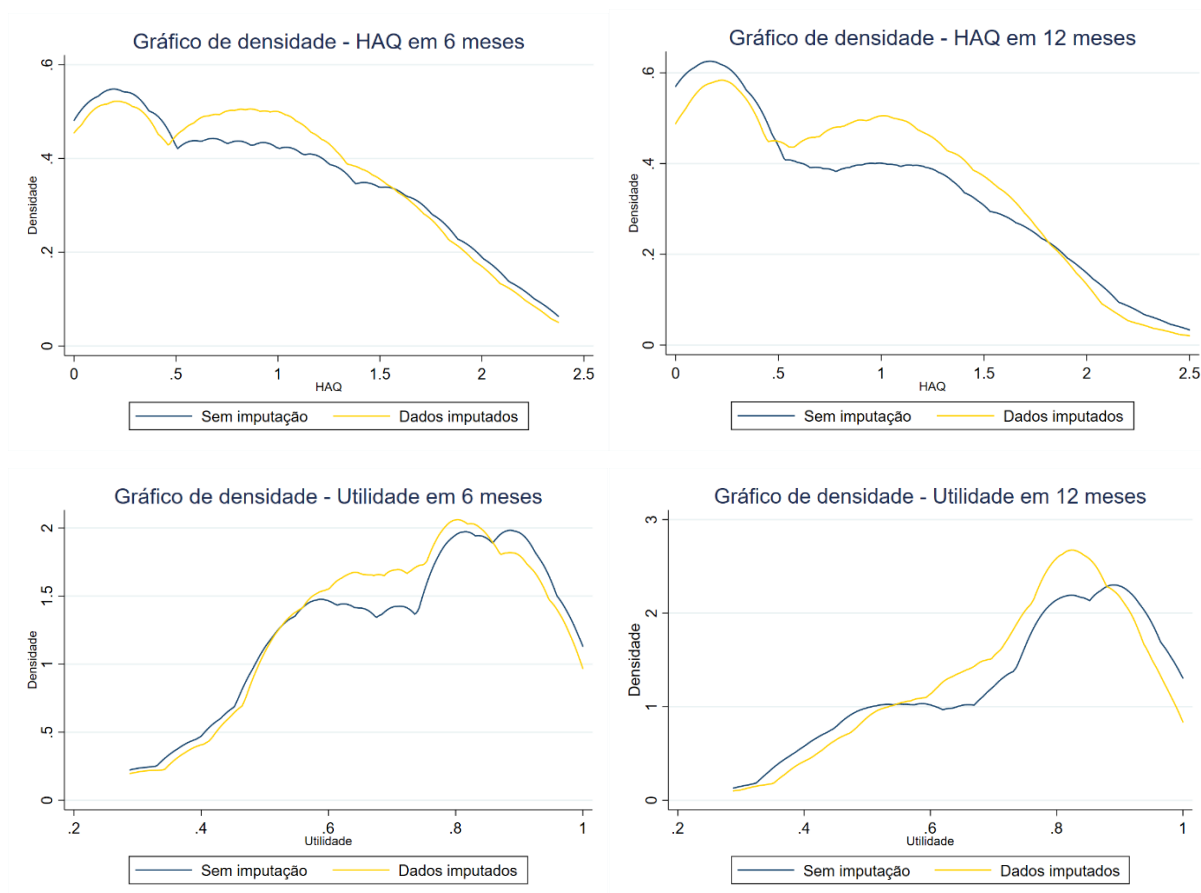 Gráfico de densidade - HAQ em 6 meses
.6
.4
.2
0
Densidade
0 .5 1 1.5 2 2.5
HAQ
Sem imputação Dados imputados
Gráfico de densidade - HAQ em 12 meses
.6
.4
.2
0
Densidade
0 .5 1 1.5 2 2.5
HAQ
Sem imputação Dados imputados
Gráfico de densidade - Utilidade em 6 meses
2
1.5
1
.5
0
Densidade
.2 .4 .6 .8 1
Utilidade
Sem imputação Dados imputados
Gráfico de densidade - Utilidade em 12 meses
3
2
1
0
Densidade
.2 .4 .6 .8 1
Utilidade
Sem imputação Dados imputados